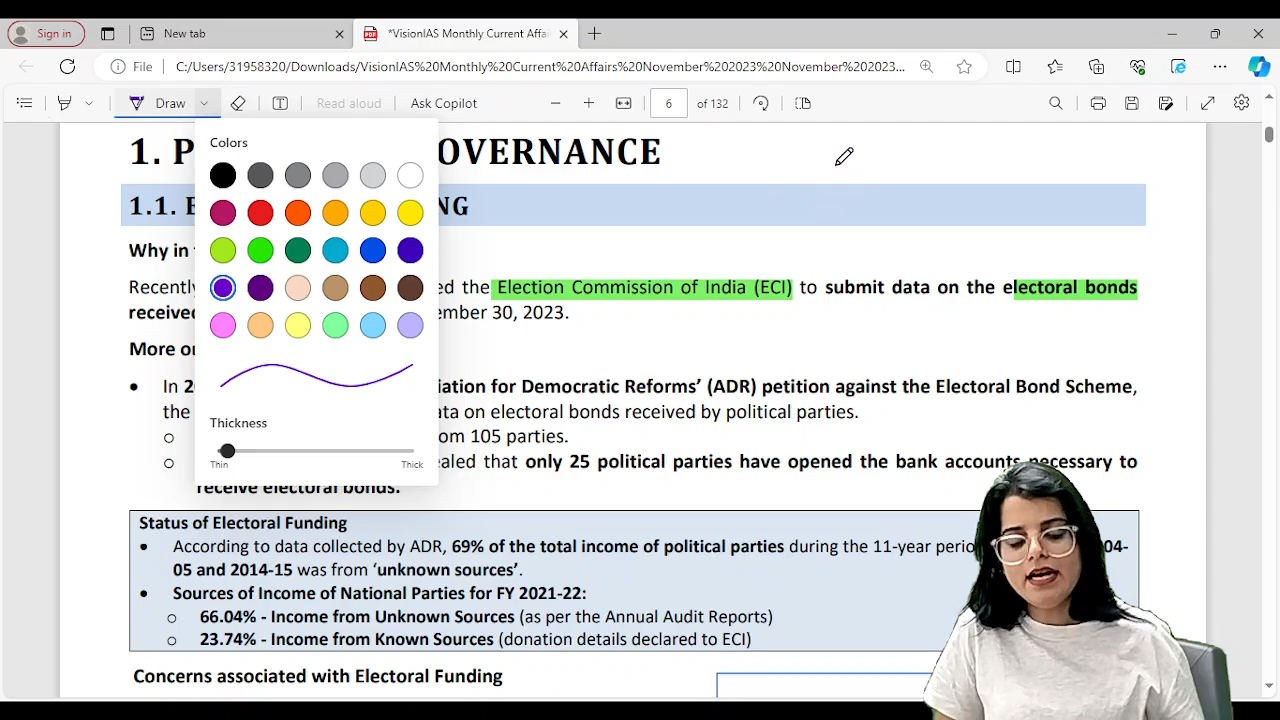 Sign in
New tab
*VisionIAS Monthly Current Affai
File
C:/Users/31958320/Downloads/VisionIAS%20Monthly%20Current%20Affairs%20November%202023%20November%202023...
Draw
Read aloud
Ask Copilot
6
of 132
Colors
Thickness
Thin
Thick
1. P OVERNANCE
1.1. E NG
Why in
Recently ed the Election Commission of India (ECI) to submit data on the electoral bonds
received ember 30, 2023.
More on
In 2 iation for Democratic Reforms’ (ADR) petition against the Electoral Bond Scheme,
the ata on electoral bonds received by political parties.
o om 105 parties.
o ealed that only 25 political parties have opened the bank accounts necessary to
receive electoral bonds.
Status of Electoral Funding
• According to data collected by ADR, 69% of the total income of political parties during the 11-year perio 04-
05 and 2014-15 was from ‘unknown sources’.
• Sources of Income of National Parties for FY 2021-22:
o 66.04% - Income from Unknown Sources (as per the Annual Audit Reports)
o 23.74% - Income from Known Sources (donation details declared to ECI)
Concerns associated with Electoral Funding